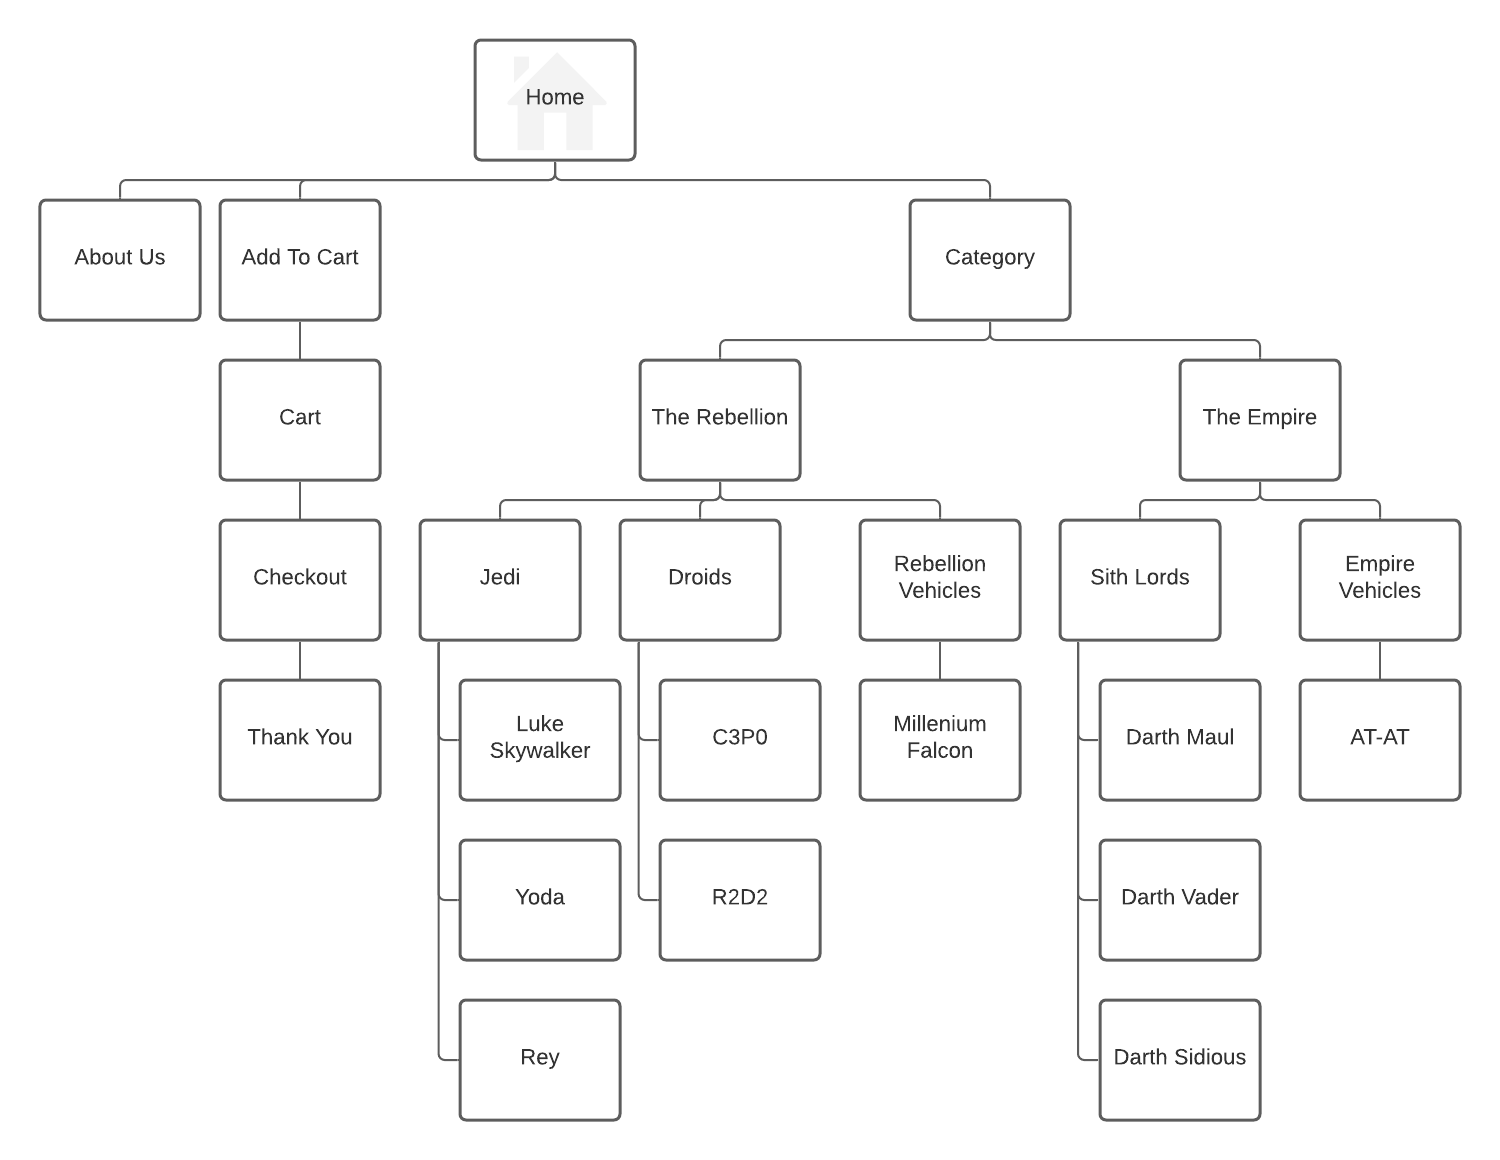 Home
About Us
Add To Cart
Category
Cart
The Rebellion
The Empire
Checkout
Jedi
Droids
Rebellion
Vehicles
Sith Lords
Empire
Vehicles
Thank You
Luke
Skywalker
C3P0
Millenium
Falcon
Darth Maul
AT-AT
Yoda
R2D2
Darth Vader
Rey
Darth Sidious